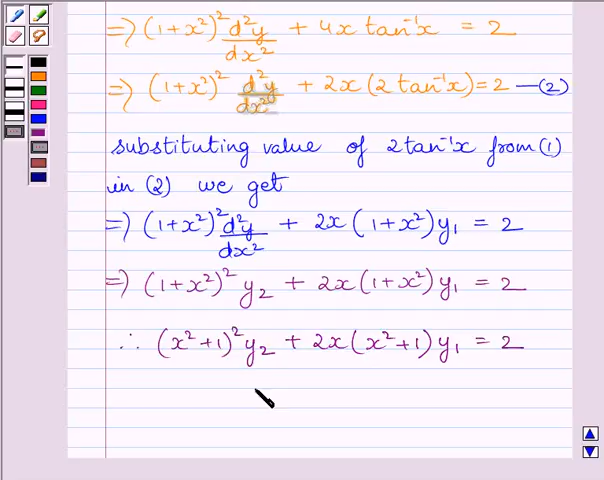 ⇒) (1+x²)² d²y/dx² + 4x tan⁻¹x = 2
⇒) (1+x²)² d²y/dx² + 2x (2 tan⁻¹x) = 2 —(2)
substituting value of 2tan⁻¹x from (1)
in (2) we get
⇒) (1+x²)² d²y/dx² + 2x (1+x²) y₁ = 2
⇒) (1+x²)² y₂ + 2x (1+x²) y₁ = 2
∴ (x²+1)² y₂ + 2x (x²+1) y₁ = 2